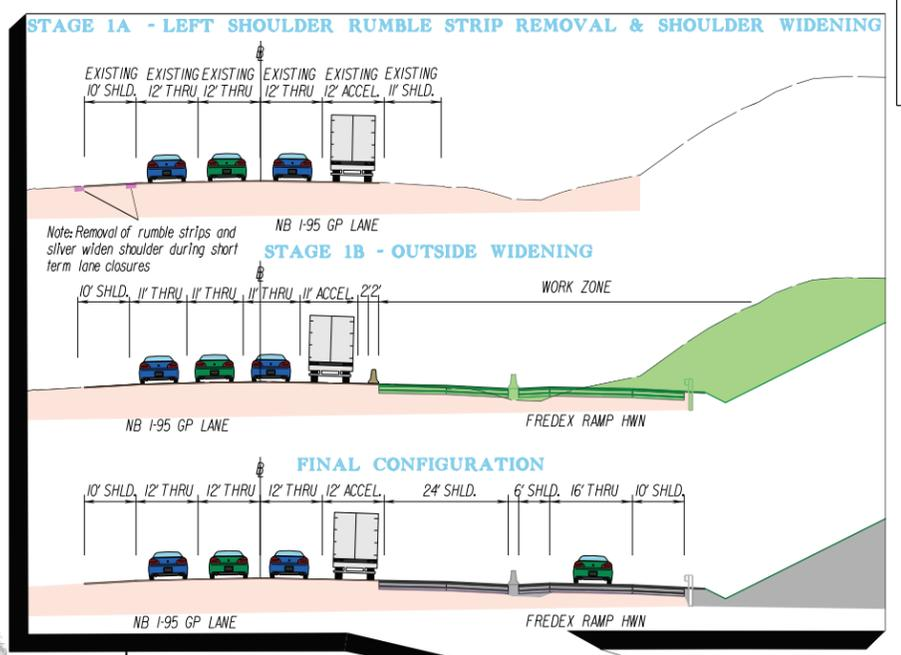 STAGE 1A - LEFT SHOULDER RUMBLE STRIP REMOVAL & SHOULDER WIDENING
EXISTING EXISTING EXISTING EXISTING EXISTING EXISTING
10' SHLD. 12' THRU 12' THRU 12' THRU 12' ACCEL. 11' SHLD.
Note: Removal of rumble strips and
sliver widen shoulder during short
term lane closures
NB I-95 GP LANE
STAGE 1B - OUTSIDE WIDENING
10' SHLD. 11' THRU 11' THRU 11' THRU 11' ACCEL. 2' 2' WORK ZONE
NB I-95 GP LANE FREDEX RAMP HWN
FINAL CONFIGURATION
10' SHLD. 12' THRU 12' THRU 12' THRU 12' ACCEL. 24' SHLD. 6' SHLD. 16' THRU 10' SHLD.
NB I-95 GP LANE FREDEX RAMP HWN